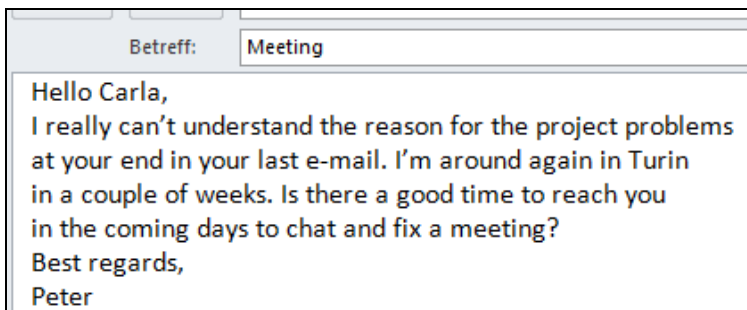 Betreff: Meeting
Hello Carla,
I really can’t understand the reason for the project problems
at your end in your last e-mail. I’m around again in Turin
in a couple of weeks. Is there a good time to reach you
in the coming days to chat and fix a meeting?
Best regards,
Peter